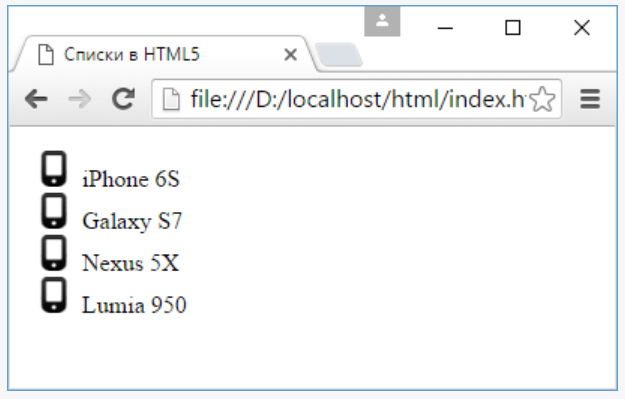 Списки в HTML5
file:///D:/localhost/html/index.h
iPhone 6S
Galaxy S7
Nexus 5X
Lumia 950